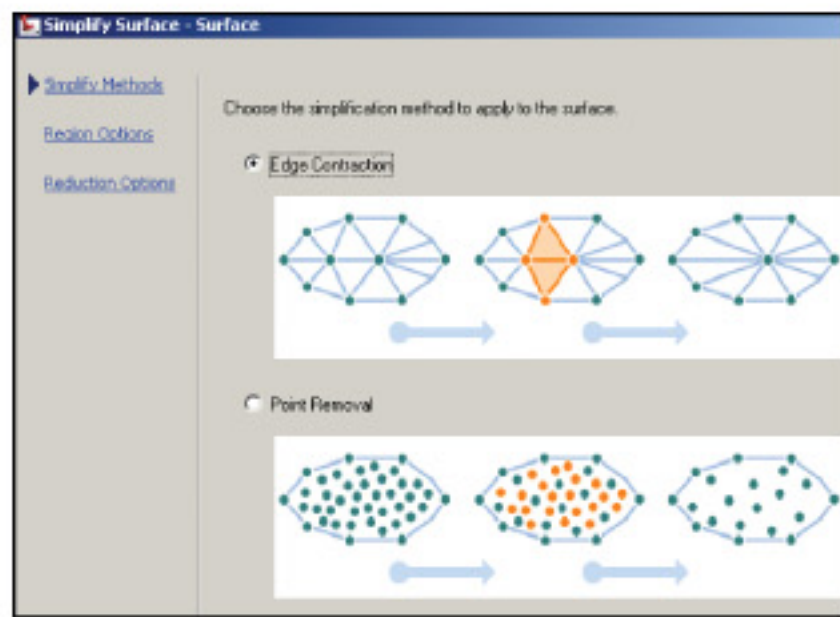 Simplify Surface - Surface
Simplify Methods
Region Options
Reduction Options
Choose the simplification method to apply to the surface.
Edge Contraction
Point Removal